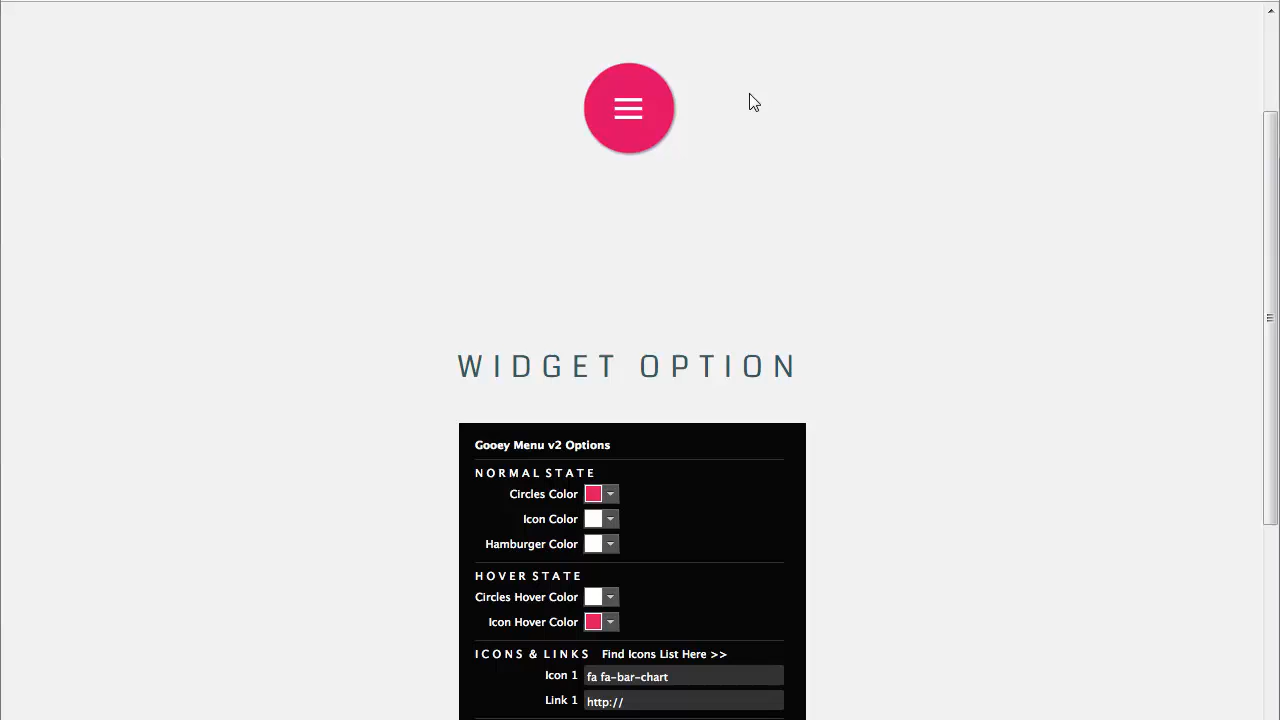 WIDGET OPTION
Gooey Menu v2 Options
NORMAL STATE
Circles Color
Icon Color
Hamburger Color
HOVER STATE
Circles Hover Color
Icon Hover Color
ICONS & LINKS Find Icons List Here >>
Icon 1 fa fa-bar-chart
Link 1 http://